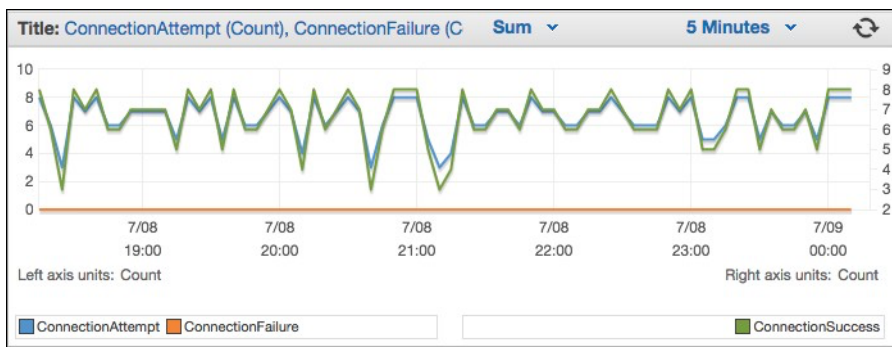 Title: ConnectionAttempt (Count), ConnectionFailure (C Sum 5 Minutes
10 9
8 8
7
6 6
4 5
4
2 3
0 2
7/08 7/08 7/08 7/08 7/08 7/09
19:00 20:00 21:00 22:00 23:00 00:00
Left axis units: Count Right axis units: Count
ConnectionAttempt ConnectionFailure ConnectionSuccess